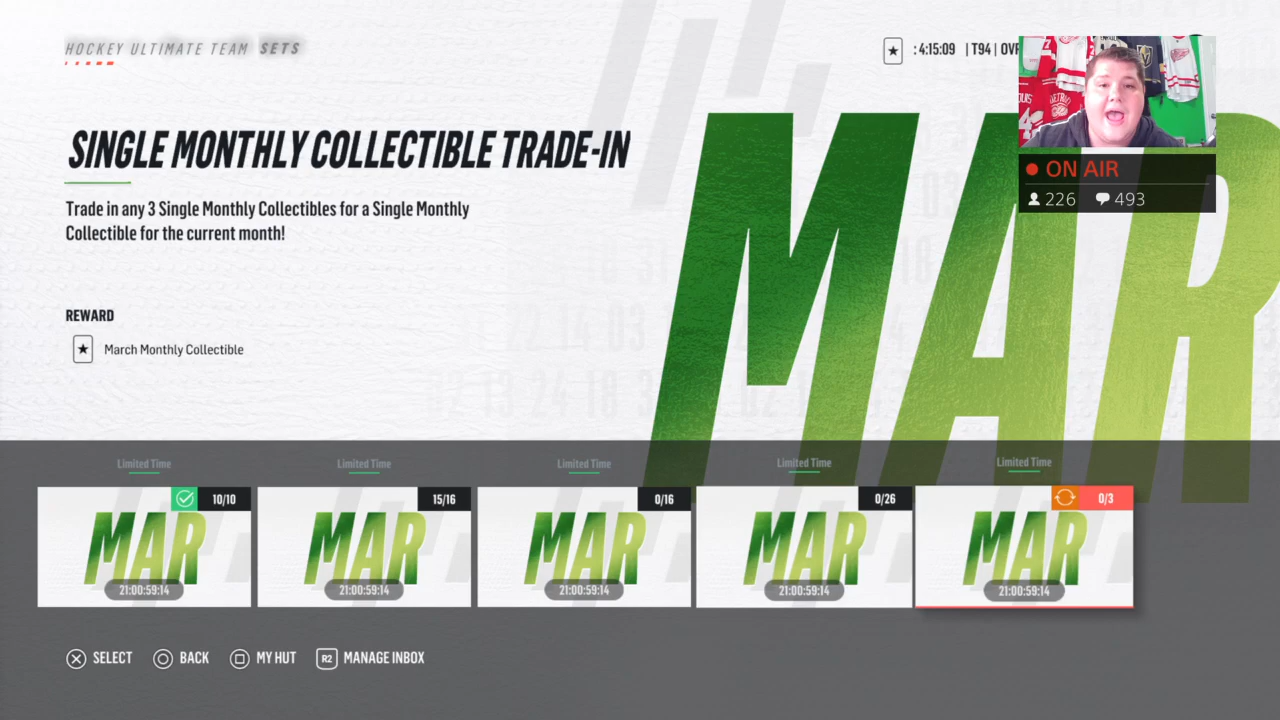 HOCKEY ULTIMATE TEAM SETS
: 4:15:09 | T94 | OVR
SINGLE MONTHLY COLLECTIBLE TRADE-IN
ON AIR
226 493
Trade in any 3 Single Monthly Collectibles for a Single Monthly
Collectible for the current month!
MAR
REWARD
March Monthly Collectible
Limited Time Limited Time Limited Time Limited Time Limited Time
10/10 15/16 0/16 0/26 0/3
MAR MAR MAR MAR MAR
21:00:59:14 21:00:59:14 21:00:59:14 21:00:59:14 21:00:59:14
SELECT BACK MY HUT R2 MANAGE INBOX